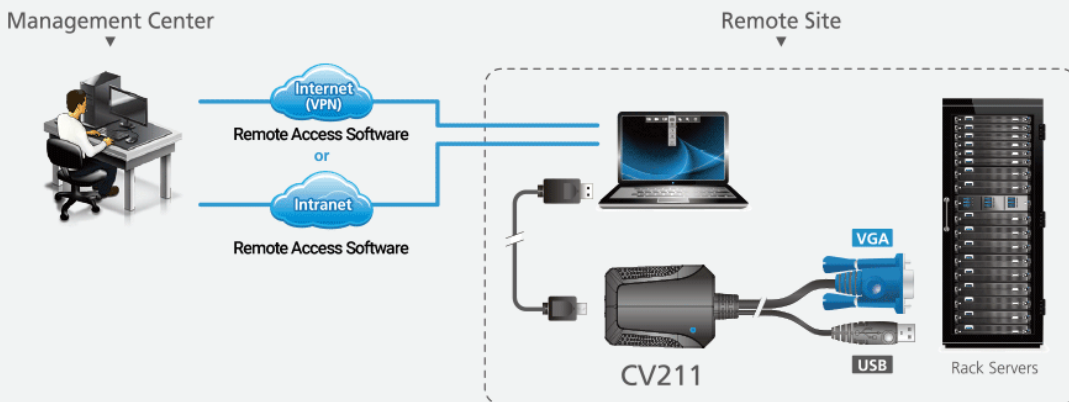 Management Center
Remote Site
Internet
(VPN)
Remote Access Software
or
Intranet
Remote Access Software
VGA
USB
CV211
Rack Servers